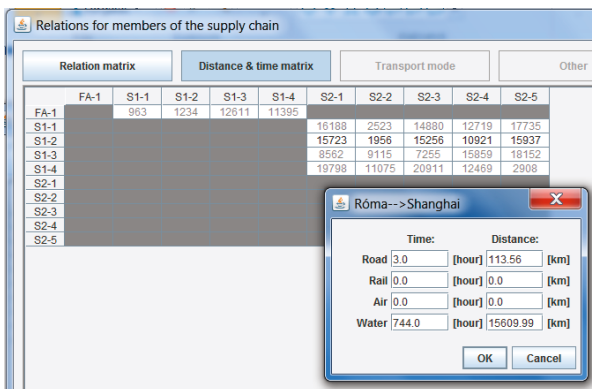 Relations for members of the supply chain
Relation matrix Distance & time matrix Transport mode Other
FA-1 S1-1 S1-2 S1-3 S1-4 S2-1 S2-2 S2-3 S2-4 S2-5
FA-1 963 1234 12611 11395
S1-1 16188 2523 14880 12719 17735
S1-2 15723 1956 15256 10921 15937
S1-3 8562 9115 7255 15859 18152
S1-4 19798 11075 20911 12469 2908
S2-1
S2-2
S2-3
S2-4
S2-5
Róma-->Shanghai
Time: Distance:
Road 3.0 [hour] 113.56 [km]
Rail 0.0 [hour] 0.0 [km]
Air 0.0 [hour] 0.0 [km]
Water 744.0 [hour] 15609.99 [km]
OK Cancel